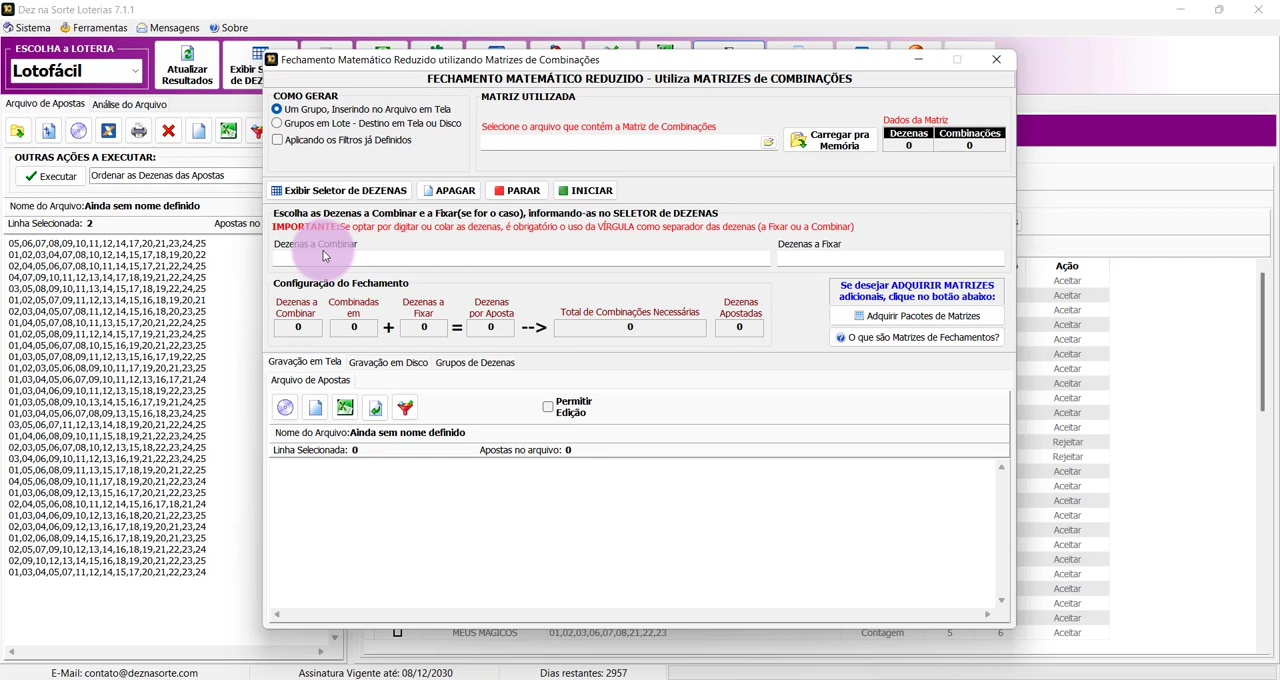 Dez na Sorte Loterias 7.1.1
Sistema Ferramentas Mensagens Sobre
ESCOLHA a LOTERIA
Lotofácil
Atualizar
Resultados
Exibir S
de DEZ
Arquivo de Apostas Análise do Arquivo
OUTRAS AÇÕES A EXECUTAR:
Executar Ordenar as Dezenas das Apostas
Nome do Arquivo:Ainda sem nome definido
Linha Selecionada: 2 Apostas no
05,06,07,08,09,10,11,12,14,17,20,21,23,24,25
01,02,03,06,07,08,10,12,14,15,17,18,19,20,22
02,04,05,06,07,08,10,11,14,15,17,21,22,24,25
04,07,09,10,11,12,13,14,17,18,19,21,22,23,25
03,05,08,09,10,11,13,14,15,17,18,19,21,22,24
01,02,05,07,09,11,12,13,14,15,16,18,19,20,21
02,03,04,05,07,08,11,12,14,15,16,18,20,23,25
01,04,05,07,08,10,11,13,15,17,20,21,22,24,25
01,02,05,08,09,11,12,14,15,17,19,20,21,23,25
01,04,05,06,07,08,10,15,16,19,20,21,23,24,25
01,03,05,07,08,09,11,12,13,15,16,17,19,22,25
01,02,03,05,06,08,09,10,11,17,19,20,21,23,25
01,03,04,05,06,07,09,10,11,12,13,16,17,21,24
01,03,04,06,09,10,11,12,13,15,18,19,22,23,25
01,03,05,08,09,10,13,14,15,16,17,19,21,24,25
01,03,04,05,06,07,08,09,13,15,16,18,23,24,25
03,05,06,07,11,12,13,14,18,19,20,21,22,23,24
01,04,06,08,09,10,11,15,18,19,21,22,23,24,25
02,03,05,06,07,08,10,12,13,15,18,22,23,24,25
03,04,06,09,10,11,12,13,16,19,21,22,23,24,25
01,05,06,08,09,11,13,15,17,18,19,20,21,22,25
04,05,06,07,08,09,10,11,17,18,20,21,22,23,24
01,03,06,08,09,12,13,15,16,17,20,21,22,23,25
02,04,05,06,08,09,10,11,12,15,16,17,18,21,24
01,03,06,08,09,10,12,13,16,18,19,20,21,22,25
02,03,04,06,09,12,13,16,17,18,19,20,21,23,24
01,02,06,08,09,14,15,16,17,18,19,20,21,23,25
02,05,07,09,10,12,13,14,16,18,19,21,22,23,24
02,09,10,12,13,14,15,16,18,19,20,21,22,23,25
01,03,04,05,07,11,12,14,15,17,20,21,22,23,24
Fechamento Matemático Reduzido utilizando Matrizes de Combinações
FECHAMENTO MATEMÁTICO REDUZIDO - Utiliza MATRIZES de COMBINAÇÕES
COMO GERAR
Um Grupo, Inserindo no Arquivo em Tela
Grupos em Lote - Destino em Tela ou Disco
Aplicando os Filtros já Definidos
MATRIZ UTILIZADA
Selecione o arquivo que contém a Matriz de Combinações
Carregar pra
Memória
Dados da Matriz
Dezenas Combinações
0 0
Exibir Seletor de DEZENAS APAGAR PARAR INICIAR
Escolha as Dezenas a Combinar e a Fixar(se for o caso), informando-as no SELETOR de DEZENAS
IMPORTANTE:Se optar por digitar ou colar as dezenas, é obrigatório o uso da VÍRGULA como separador das dezenas (a Fixar ou a Combinar)
Dezenas a Combinar Dezenas a Fixar
Configuração do Fechamento
Dezenas a
Combinar
Combinadas
em
Dezenas a
Fixar
Dezenas
por Aposta
Total de Combinações Necessárias
Dezenas
Apostadas
0 0 + 0 = 0 --> 0 0
Se desejar ADQUIRIR MATRIZES
adicionais, clique no botão abaixo:
Adquirir Pacotes de Matrizes
O que são Matrizes de Fechamentos?
Gravação em Tela Gravação em Disco Grupos de Dezenas
Arquivo de Apostas
Permitir
Edição
Nome do Arquivo:Ainda sem nome definido
Linha Selecionada: 0 Apostas no arquivo: 0
Ação
Aceitar
Aceitar
Aceitar
Aceitar
Aceitar
Aceitar
Aceitar
Aceitar
Aceitar
Aceitar
Aceitar
Rejeitar
Rejeitar
Aceitar
Aceitar
Aceitar
Aceitar
Aceitar
Aceitar
Aceitar
Aceitar
Aceitar
Aceitar
Aceitar
MEUS MAGICOS 01,02,03,06,07,08,21,22,23 Contagem 5 6 Aceitar
E-Mail: contato@deznasorte.com Assinatura Vigente até: 08/12/2030 Dias restantes: 2957